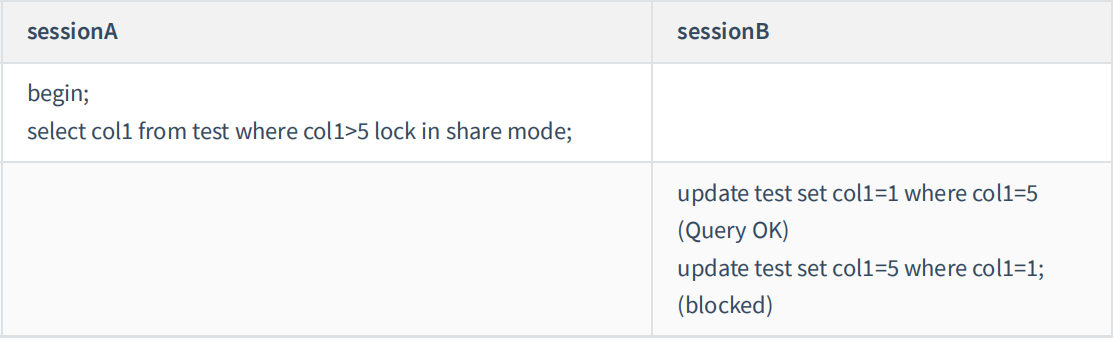 sessionA
sessionB
begin;
select col1 from test where col1>5 lock in share mode;
update test set col1=1 where col1=5
(Query OK)
update test set col1=5 where col1=1;
(blocked)